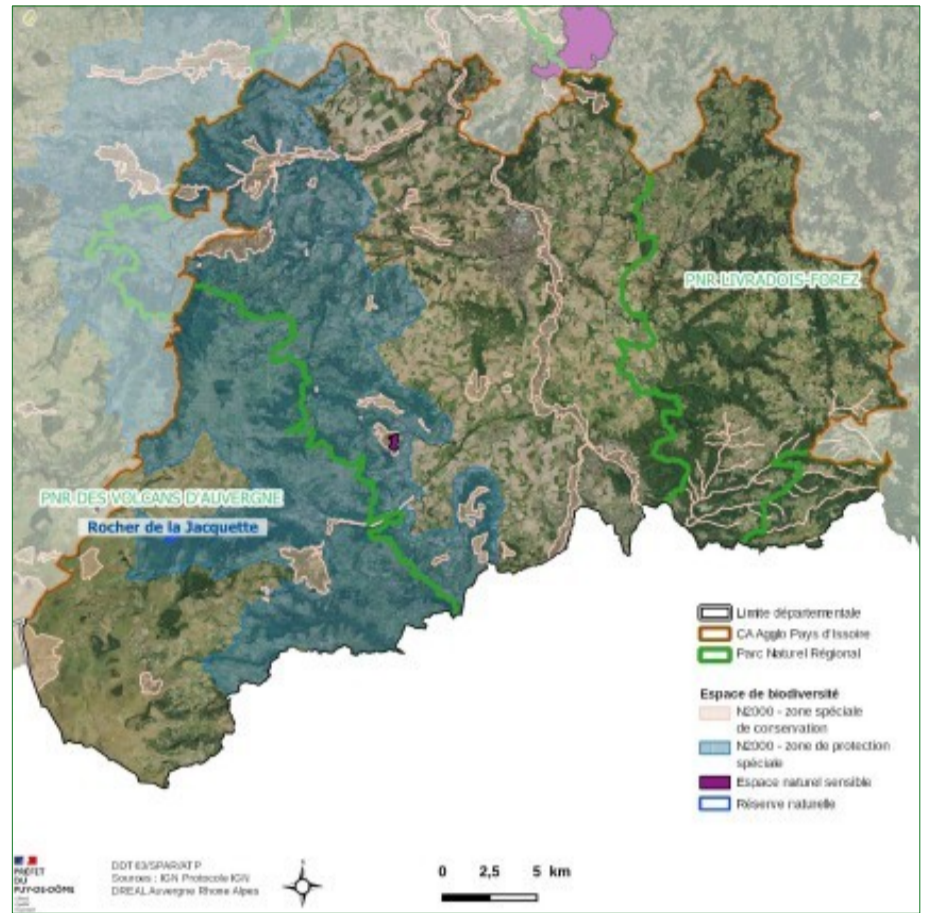 PNR LIVRADOIS-FOREZ
PNR DES VOLCANS D'AUVERGNE
Rocher de la Jacquette
Limite départementale
CA Agglo Pays d'Issoire
Parc Naturel Régional
Espace de biodiversité
N2000 - zone spéciale
de conservation
N2000 - zone de protection
spéciale
Espace naturel sensible
Réserve naturelle
PRÉFET
DU
PUY-DE-DÔME
DDT 63/SPAR/ATP
Sources : IGN Protocole IGN
DREAL Auvergne Rhone Alpes
0 2,5 5 km